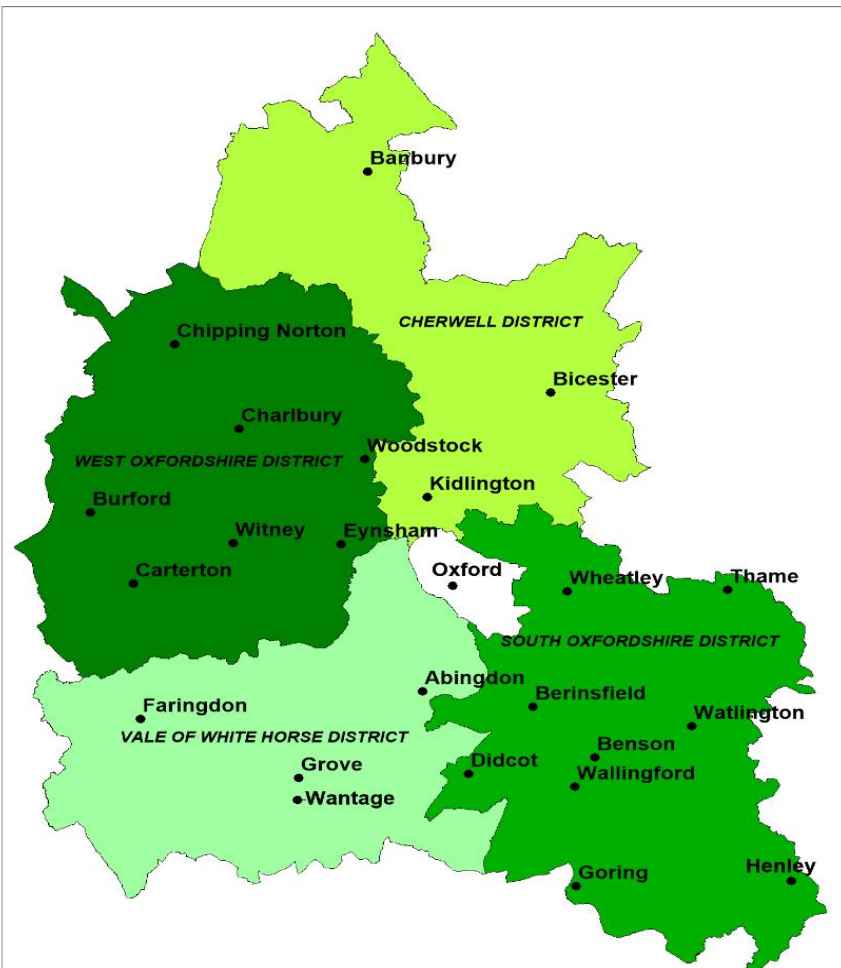 Banbury
CHERWELL DISTRICT
Chipping Norton
Bicester
Charlbury
Woodstock
WEST OXFORDSHIRE DISTRICT
Kidlington
Burford
Witney
Eynsham
Carterton
Oxford
Wheatley
Thame
SOUTH OXFORDSHIRE DISTRICT
Abingdon
Berinsfield
Faringdon
Watlington
VALE OF WHITE HORSE DISTRICT
Benson
Grove
Didcot
Wallingford
Wantage
Goring
Henley